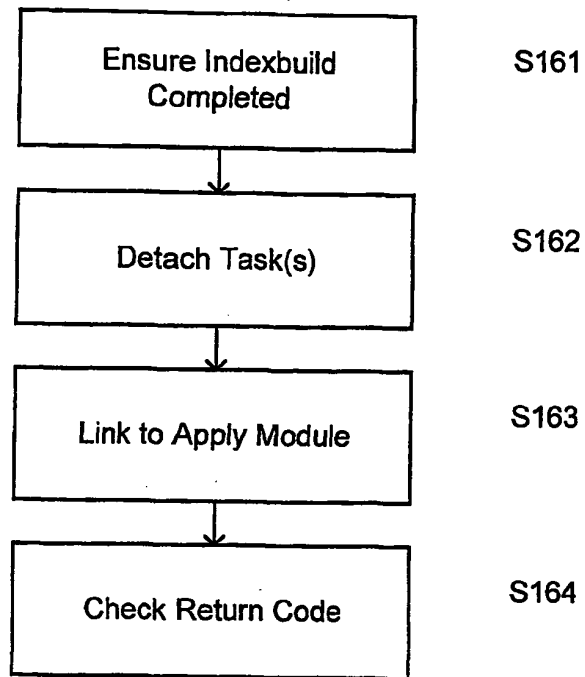 Ensure Indexbuild
Completed
S161
Detach Task(s)
S162
Link to Apply Module
S163
Check Return Code
S164